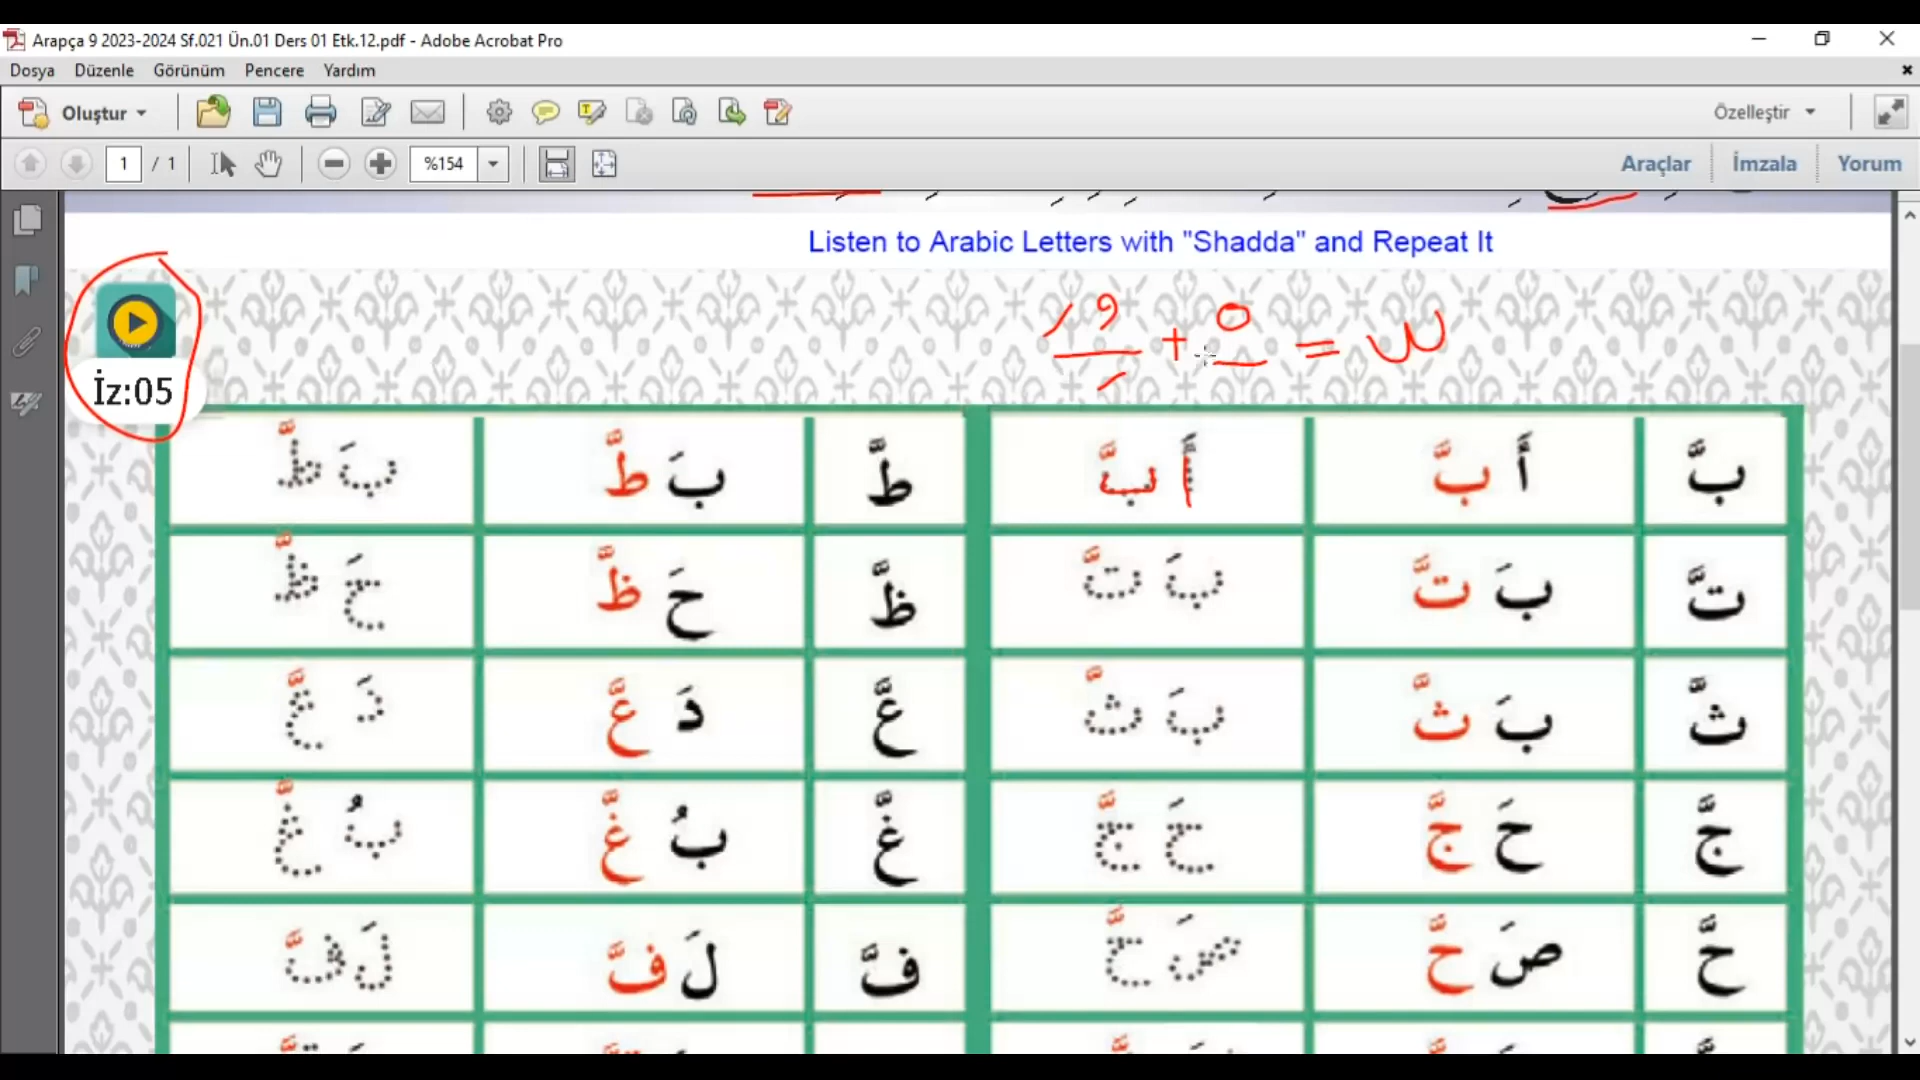 Arapça 9 2023-2024 Sf.021 Ün.01 Ders 01 Etk.12.pdf - Adobe Acrobat Pro
Dosya Düzenle Görünüm Pencere Yardım
Oluştur Özelleştir
1 / 1 %154 Araçlar İmzala Yorum
Listen to Arabic Letters with "Shadda" and Repeat It
İz:05
بَّ أَ بَّ أَ بَّ طَّ بَ طَّ بَ طَّ
تَّ بَ تَّ بَ تَّ ظَّ حَ ظَّ حَ ظَّ
ثَّ بَ ثَّ بَ ثَّ عَّ دَ عَّ دَ عَّ
جَّ حَ جَّ حَ جَّ غَّ بُ غَّ بُ غَّ
حَّ صَ حَّ صَ حَّ فَّ لَ فَّ لَ فَّ